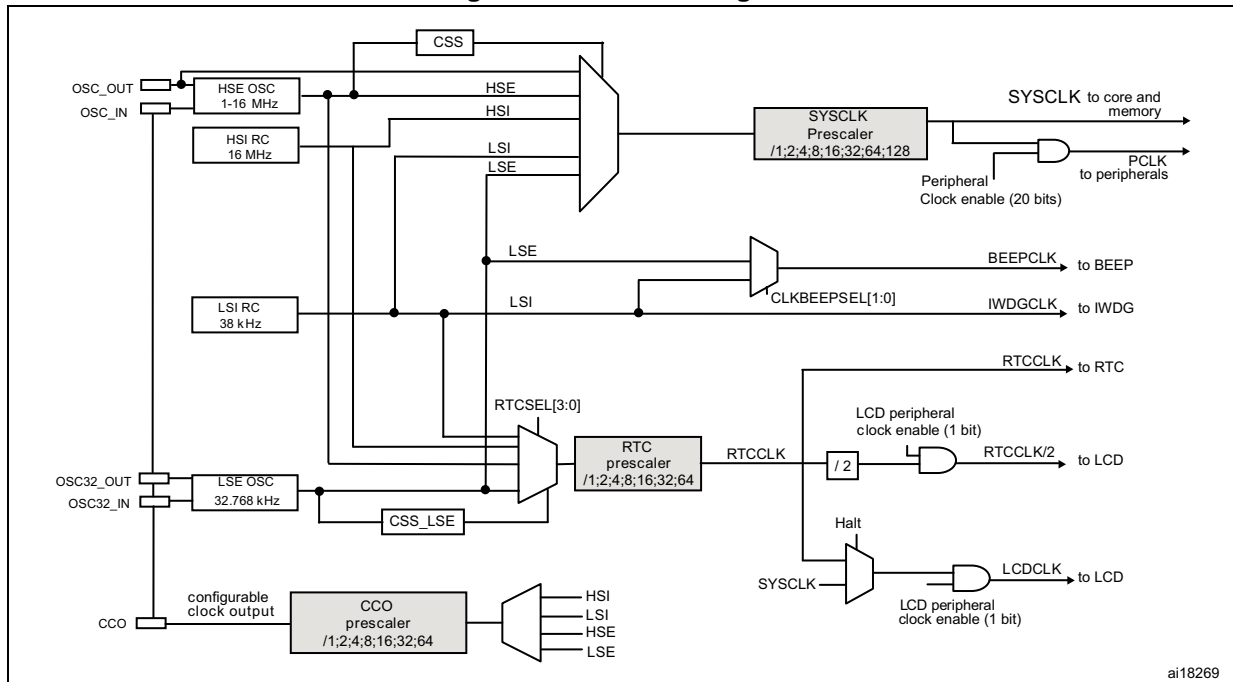 CSS
OSC_OUT
HSE OSC
1-16 MHz
OSC_IN
HSE
HSI
HSI RC
16 MHz
LSI
LSE
SYSCLK
Prescaler
/1;2;4;8;16;32;64;128
SYSCLK to core and
memory
PCLK
to peripherals
Peripheral
Clock enable (20 bits)
LSE
BEEPCLK
to BEEP
CLKBEEPSEL[1:0]
LSI RC
38 kHz
LSI
IWDGCLK
to IWDG
RTCCLK
to RTC
RTCSEL[3:0]
LCD peripheral
clock enable (1 bit)
RTC
prescaler
/1;2;4;8;16;32;64
RTCCLK
/ 2
RTCCLK/2
to LCD
OSC32_OUT
LSE OSC
32.768 kHz
OSC32_IN
CSS_LSE
Halt
SYSCLK
LCDCLK
to LCD
LCD peripheral
clock enable (1 bit)
configurable
clock output
CCO
CCO
prescaler
/1;2;4;8;16;32;64
HSI
LSI
HSE
LSE
ai18269